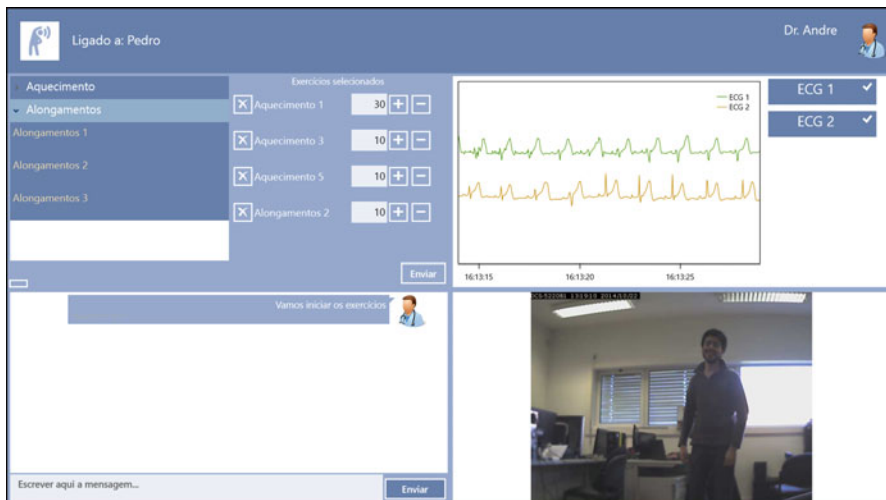 Ligado a: Pedro
Dr. Andre
Aquecimento
Alongamentos
Alongamentos 1
Alongamentos 2
Alongamentos 3
Exercícios selecionados
Aquecimento 1 30 + −
Aquecimento 3 10 + −
Aquecimento 5 10 + −
Alongamentos 2 10 + −
Enviar
ECG 1
ECG 2
16:13:15 16:13:20 16:13:25
ECG 1
ECG 2
Vamos iniciar os exercícios
Escrever aqui a mensagem...
Enviar